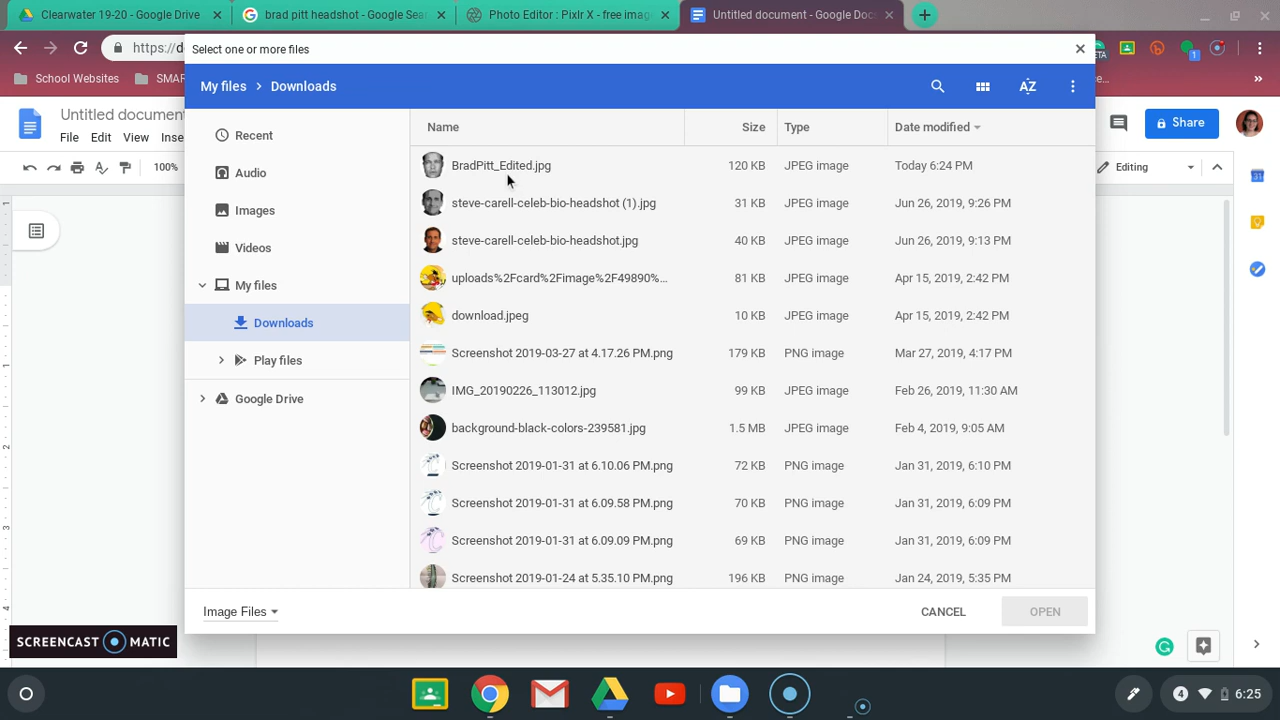 Clearwater 19-20 - Google Drive
brad pitt headshot - Google Sea
Photo Editor : Pixlr X - free imag
Untitled document - Google Doc
https://d
BETA
1
School Websites
SMAR
e...
Select one or more files
My files > Downloads
AZ
Untitled document
File Edit View Inse
Share
100%
Editing
Recent
Audio
Images
Videos
My files
Downloads
Play files
Google Drive
Name Size Type Date modified
BradPitt_Edited.jpg 120 KB JPEG image Today 6:24 PM
steve-carell-celeb-bio-headshot (1).jpg 31 KB JPEG image Jun 26, 2019, 9:26 PM
steve-carell-celeb-bio-headshot.jpg 40 KB JPEG image Jun 26, 2019, 9:13 PM
uploads%2Fcard%2Fimage%2F49890%... 81 KB JPEG image Apr 15, 2019, 2:42 PM
download.jpeg 10 KB JPEG image Apr 15, 2019, 2:42 PM
Screenshot 2019-03-27 at 4.17.26 PM.png 179 KB PNG image Mar 27, 2019, 4:17 PM
IMG_20190226_113012.jpg 99 KB JPEG image Feb 26, 2019, 11:30 AM
background-black-colors-239581.jpg 1.5 MB JPEG image Feb 4, 2019, 9:05 AM
Screenshot 2019-01-31 at 6.10.06 PM.png 72 KB PNG image Jan 31, 2019, 6:10 PM
Screenshot 2019-01-31 at 6.09.58 PM.png 70 KB PNG image Jan 31, 2019, 6:09 PM
Screenshot 2019-01-31 at 6.09.09 PM.png 69 KB PNG image Jan 31, 2019, 6:09 PM
Screenshot 2019-01-24 at 5.35.10 PM.png 196 KB PNG image Jan 24, 2019, 5:35 PM
Image Files
CANCEL OPEN
1
1
2
3
4
SCREENCAST MATIC
4 6:25